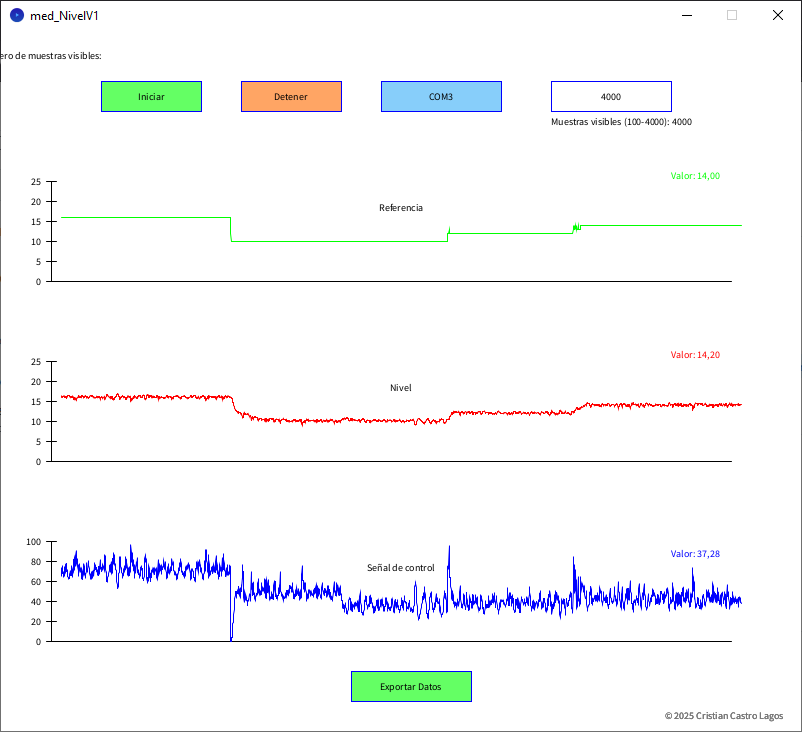 med_NivelV1
ero de muestras visibles:
Iniciar
Detener
COM3
4000
Muestras visibles (100-4000): 4000
Valor: 14,00
Referencia
25
20
15
10
5
0
Valor: 14,20
Nivel
25
20
15
10
5
0
Valor: 37,28
Señal de control
100
80
60
40
20
0
Exportar Datos
© 2025 Cristian Castro Lagos